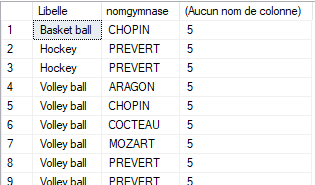 Libelle nomgymnase (Aucun nom de colonne)
1 Basket ball CHOPIN 5
2 Hockey PREVERT 5
3 Hockey PREVERT 5
4 Volley ball ARAGON 5
5 Volley ball CHOPIN 5
6 Volley ball COCTEAU 5
7 Volley ball MOZART 5
8 Volley ball PREVERT 5
9 Volley ball PREVERT 5